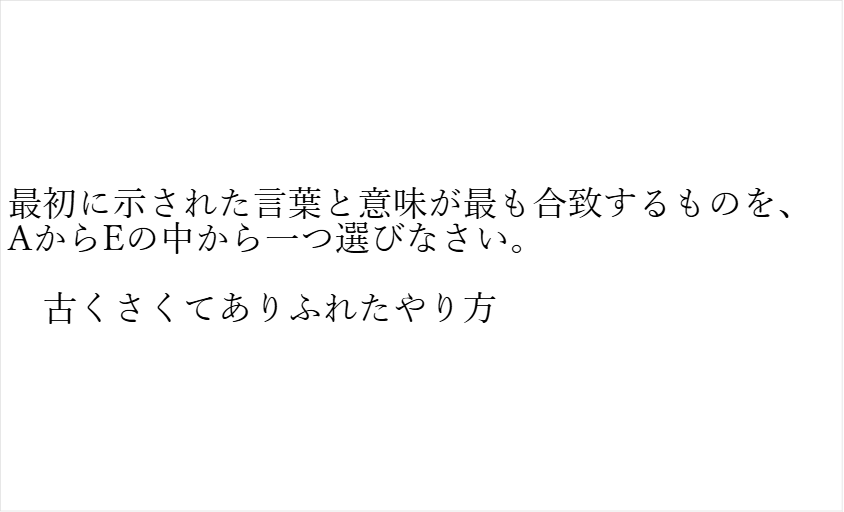 最初に示された言葉と意味が最も合致するものを、
AからEの中から一つ選びなさい。
古くさくてありふれたやり方